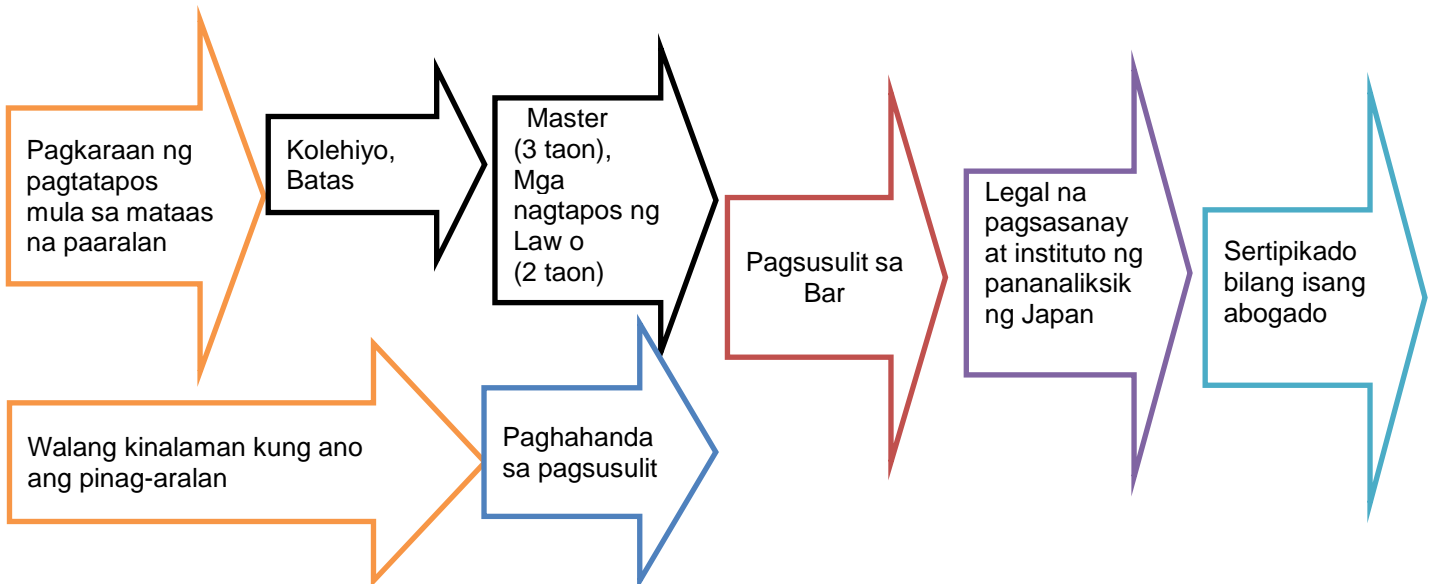 Pagkaraan ng
pagtatapos
mula sa mataas
na paaralan
Kolehiyo,
Batas
Master
(3 taon),
Mga
nagtapos ng
Law o
(2 taon)
Pagsusulit sa
Bar
Legal na
pagsasanay
at instituto ng
pananaliksik
ng Japan
Sertipikado
bilang isang
abogado
Walang kinalaman kung ano
ang pinag-aralan
Paghahanda
sa pagsusulit